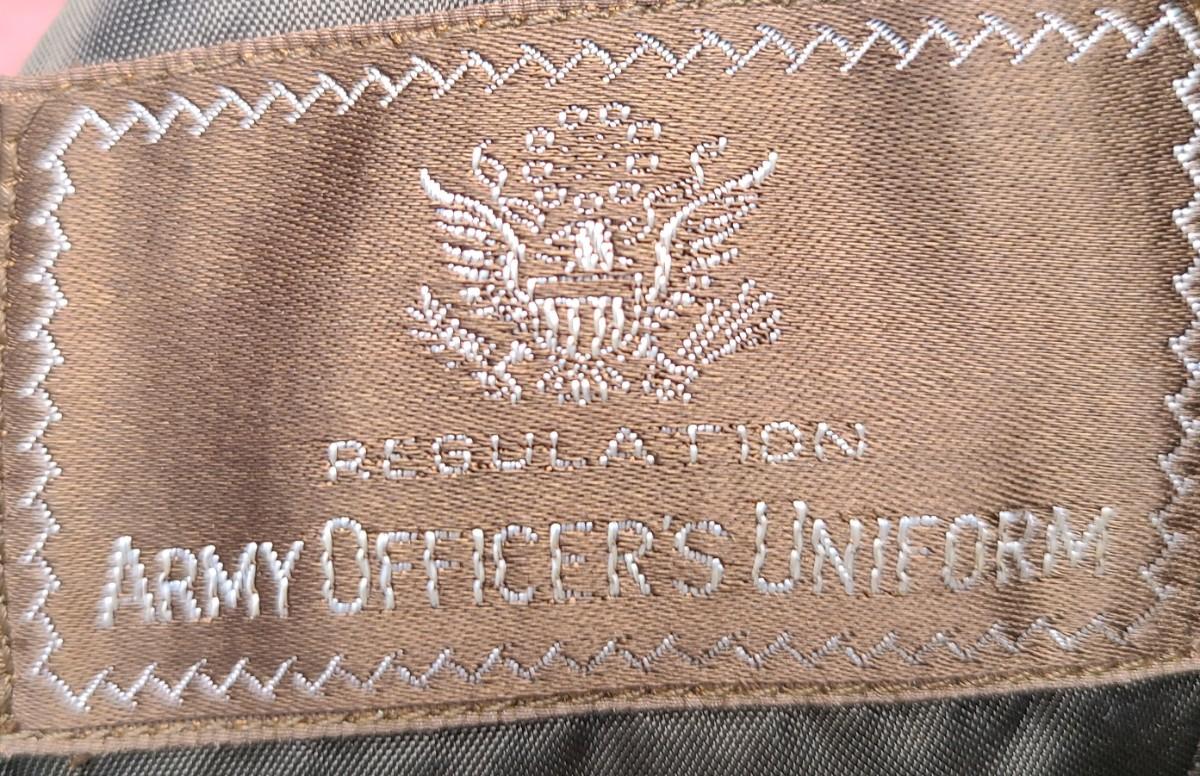 REGULATION
ARMY OFFICER'S UNIFORM